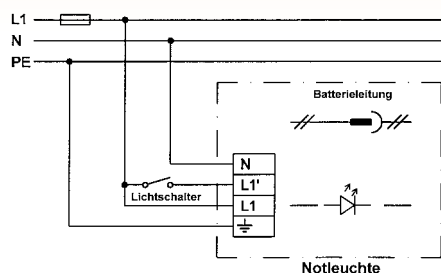 L1
N
PE
Batterieleitung
N
L1'
Lichtschalter
L1
Notleuchte